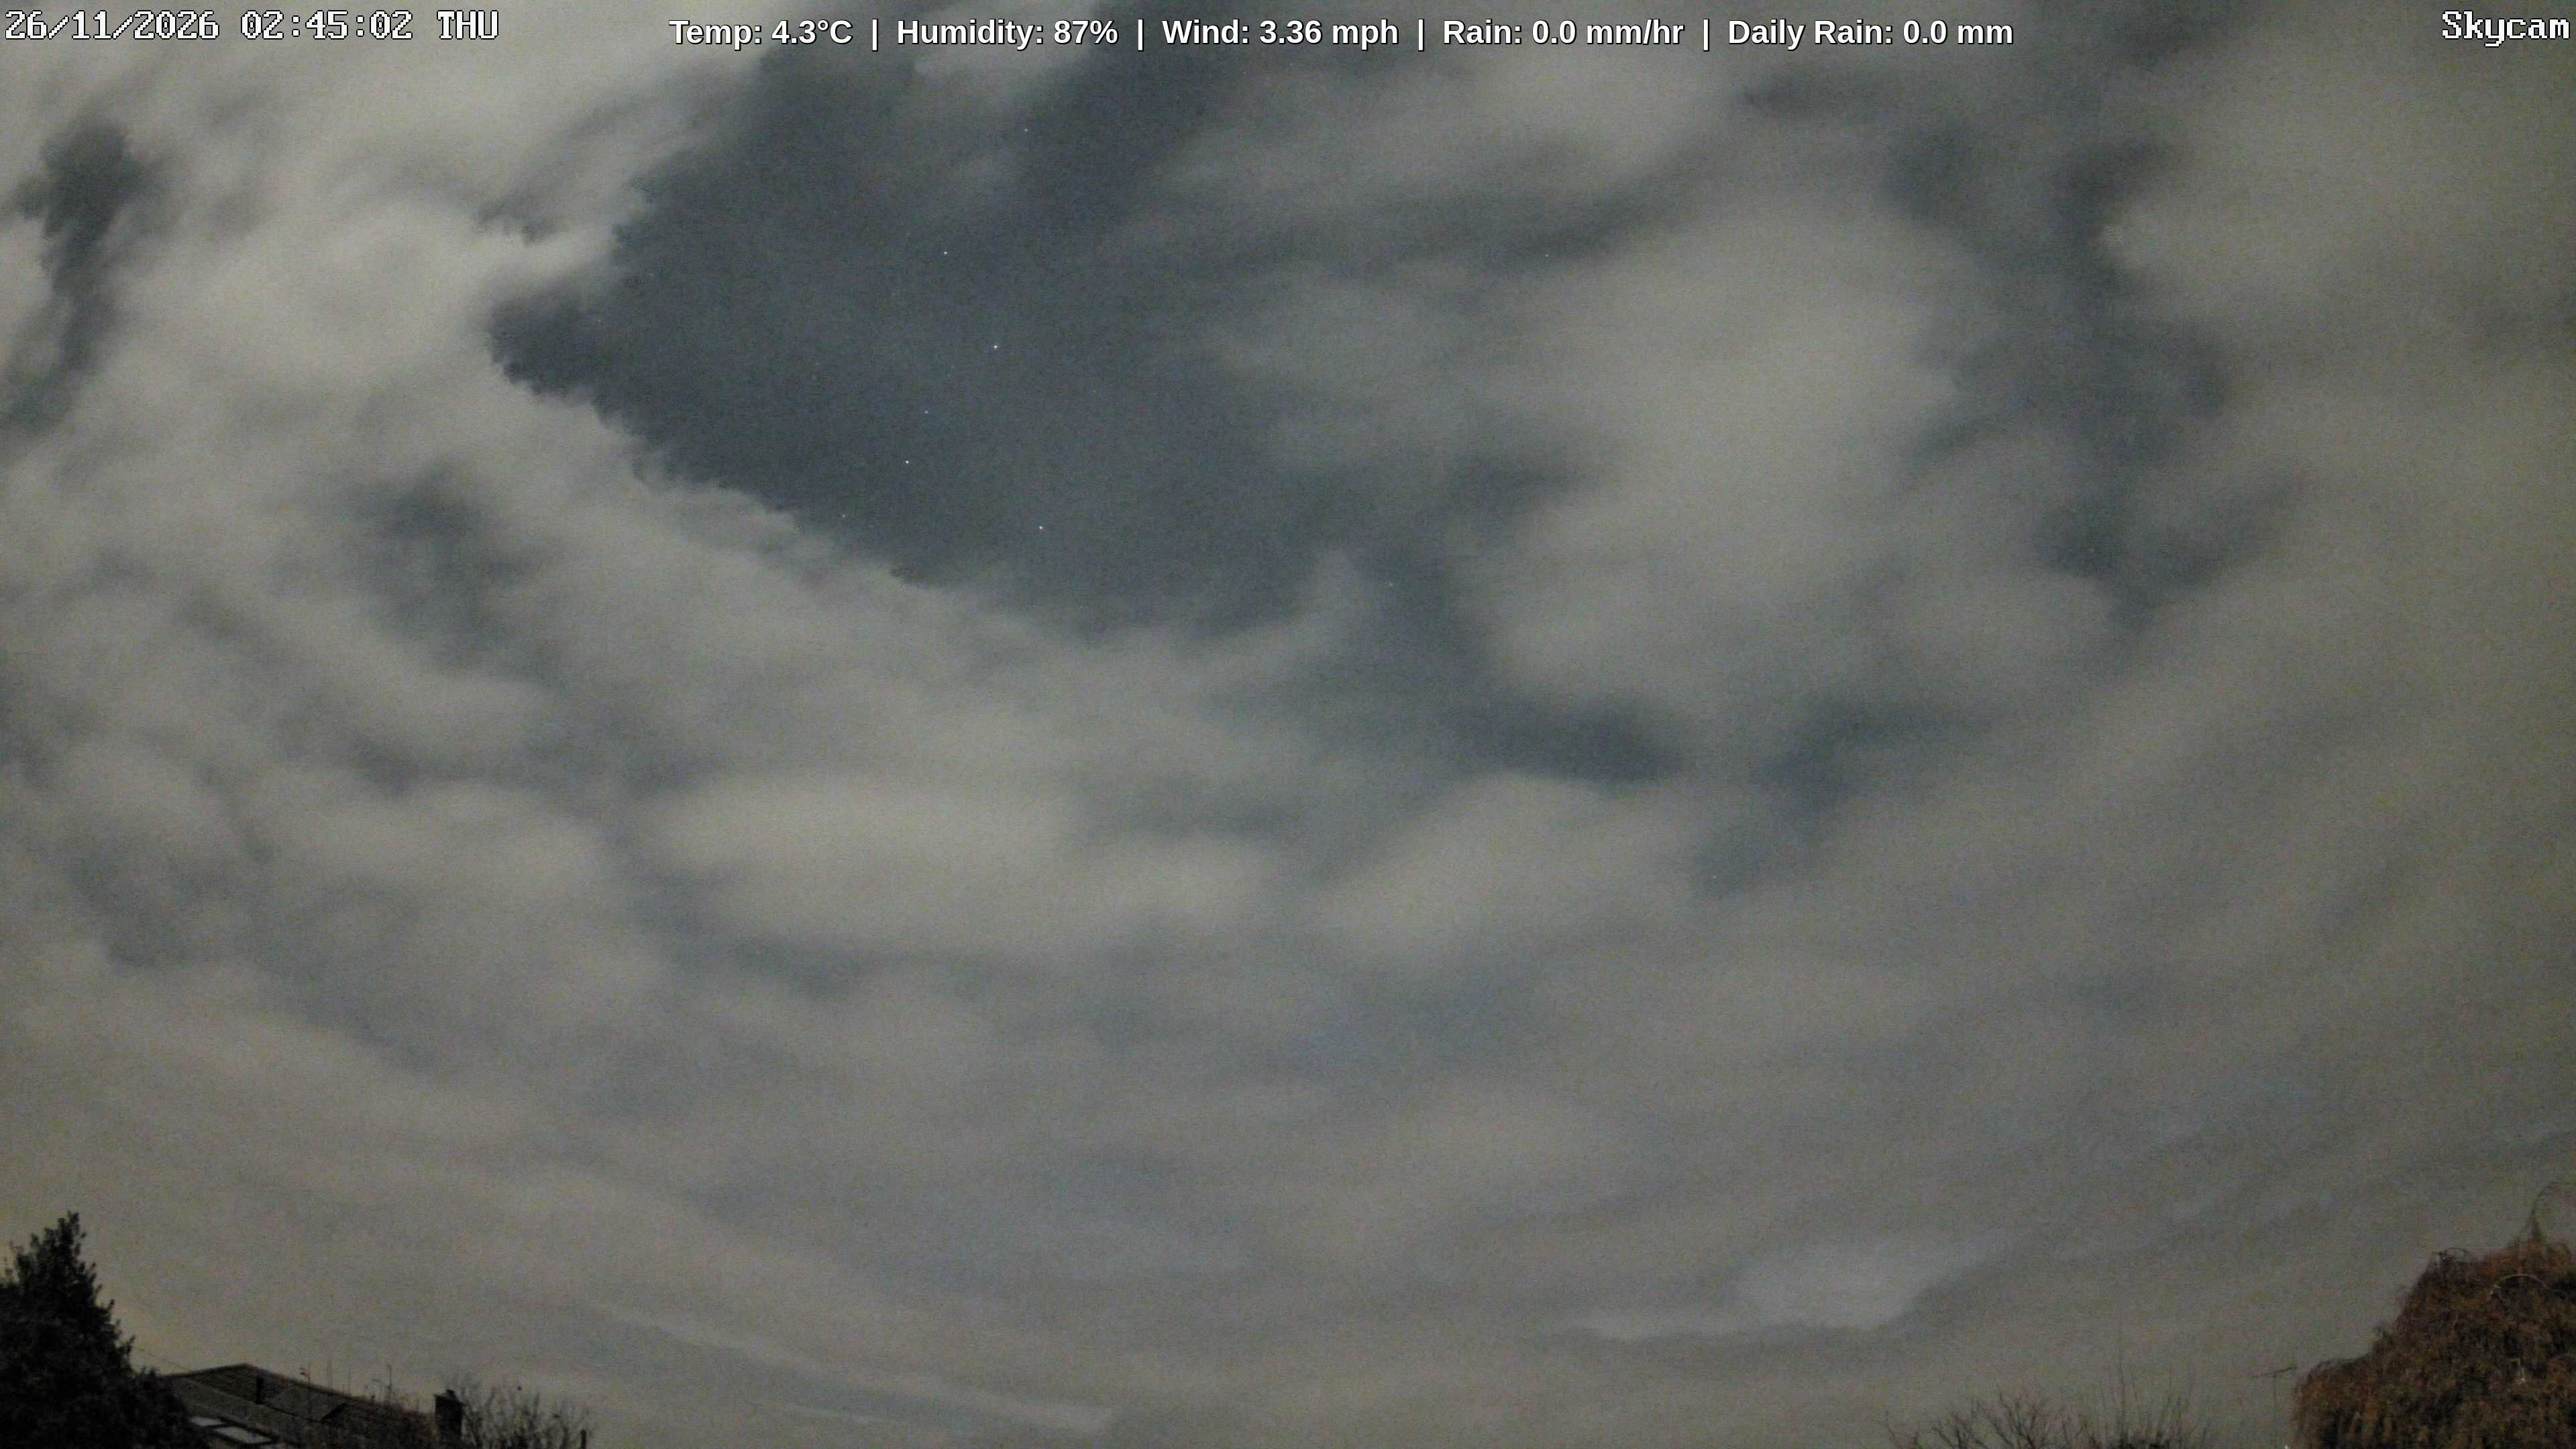 26/11/2026 02:45:02 THU
Temp: 4.3°C | Humidity: 87% | Wind: 3.36 mph | Rain: 0.0 mm/hr | Daily Rain: 0.0 mm
Skycam